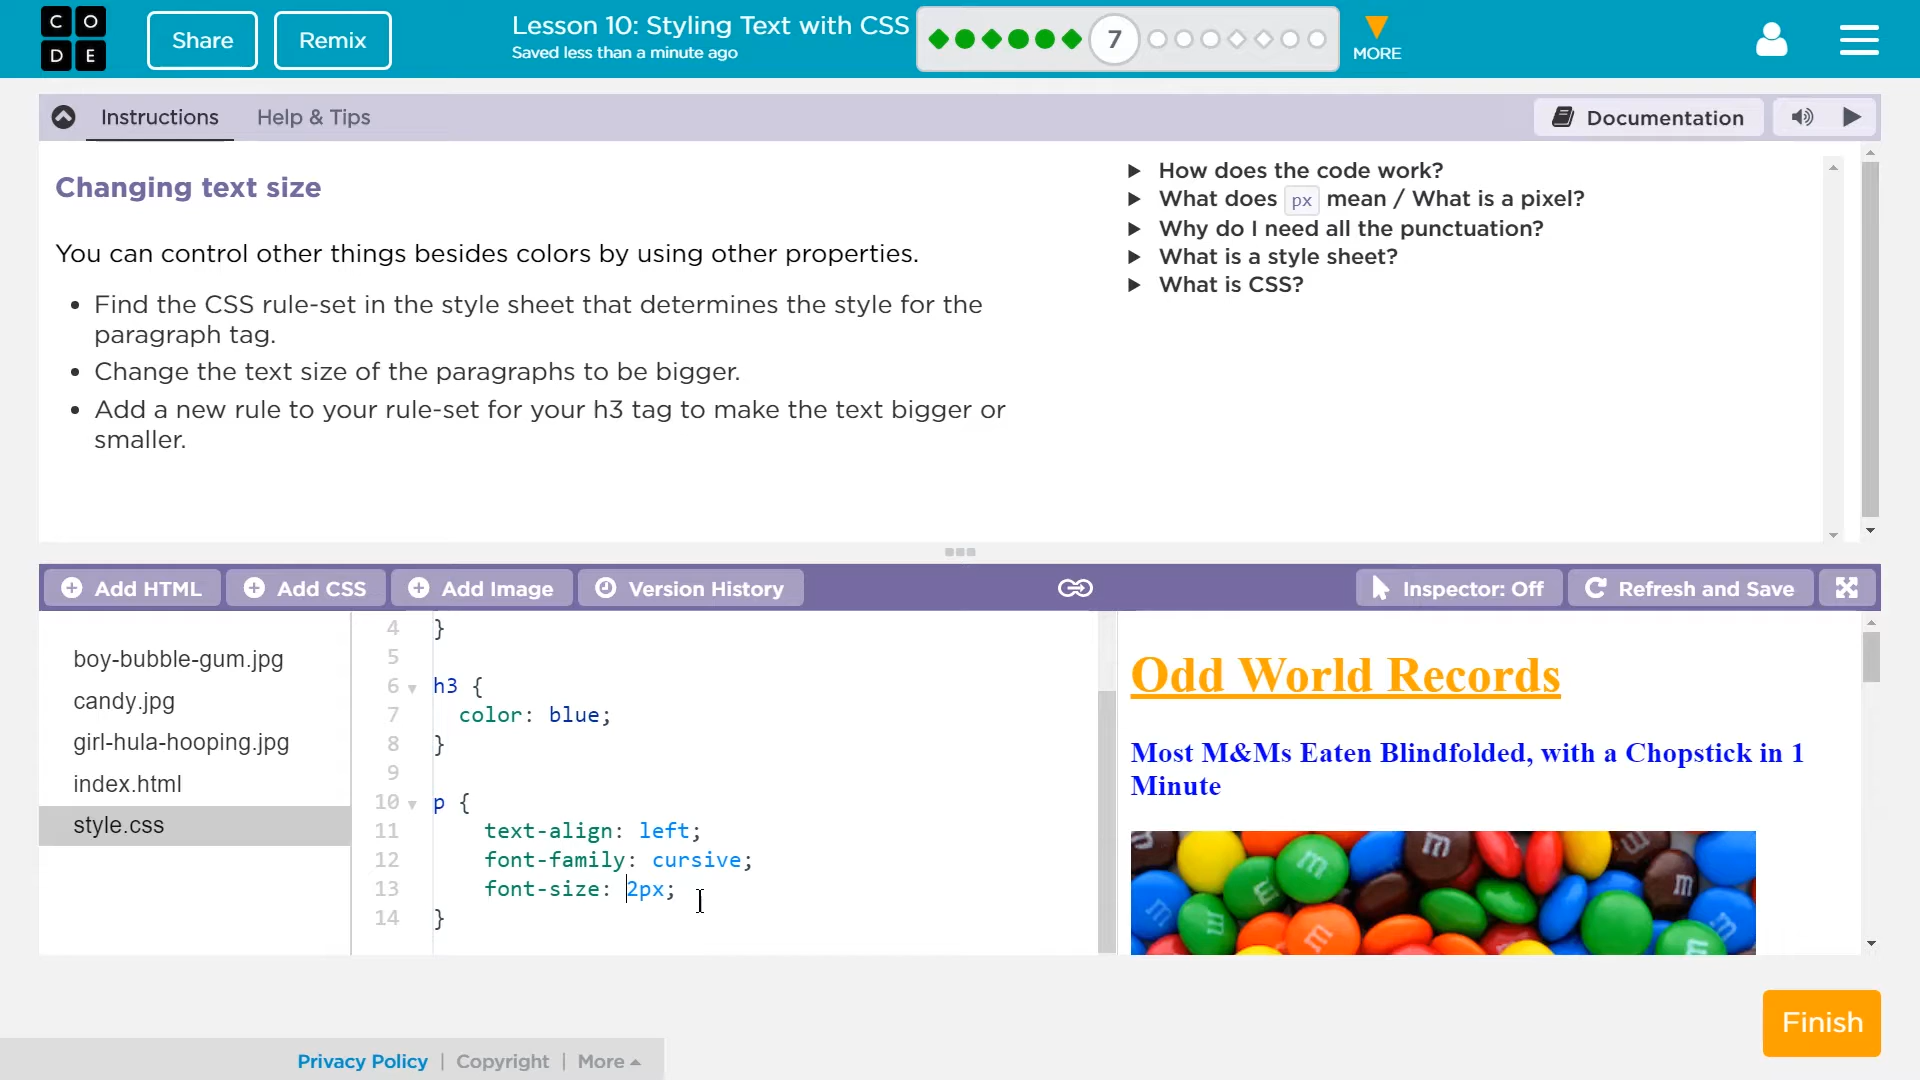 CODE
Share
Remix
Lesson 10: Styling Text with CSS
Saved less than a minute ago
7
MORE
Instructions
Help & Tips
Documentation
Changing text size
You can control other things besides colors by using other properties.
• Find the CSS rule-set in the style sheet that determines the style for the
paragraph tag.
• Change the text size of the paragraphs to be bigger.
• Add a new rule to your rule-set for your h3 tag to make the text bigger or
smaller.
How does the code work?
What does px mean / What is a pixel?
Why do I need all the punctuation?
What is a style sheet?
What is CSS?
Add HTML
Add CSS
Add Image
Version History
Inspector: Off
Refresh and Save
boy-bubble-gum.jpg
candy.jpg
girl-hula-hooping.jpg
index.html
style.css
4 }
5
6 h3 {
7 color: blue;
8 }
9
10 p {
11 text-align: left;
12 font-family: cursive;
13 font-size: 2px;
14 }
Odd World Records
Most M&Ms Eaten Blindfolded, with a Chopstick in 1
Minute
m m m m m m m m m
Finish
Privacy Policy | Copyright | More